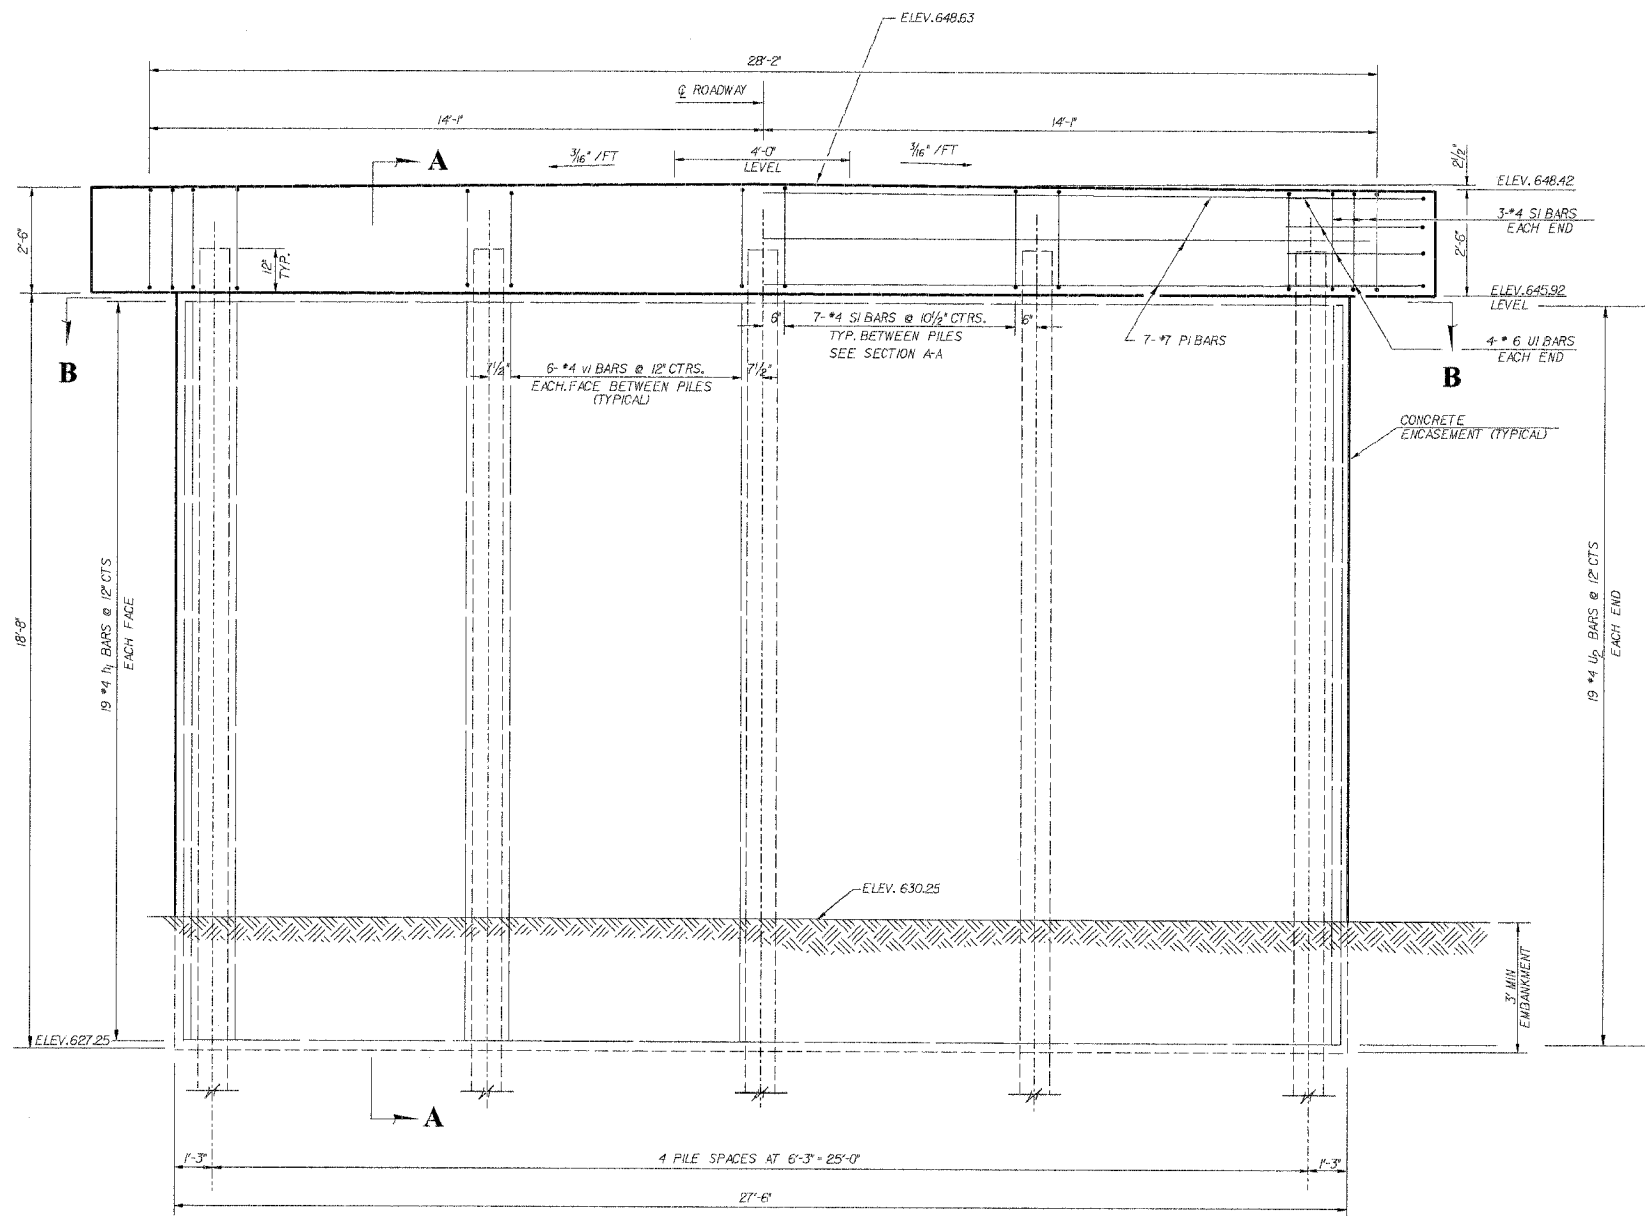 ELEV. 648.63
28'-2"
℄ ROADWAY
14'-1"
14'-1"
A
3/16" /FT
4'-0"
LEVEL
3/16" /FT
2 1/2"
ELEV. 648.42
3-#4 S1 BARS
EACH END
2'-6"
12"
TYP.
2'-6"
ELEV. 645.92
LEVEL
6"
7-#4 S1 BARS @ 10 1/2" CTRS.
TYP. BETWEEN PILES
SEE SECTION A-A
6"
7-#7 P1 BARS
4-#6 U1 BARS
EACH END
B
B
7 1/2"
6-#4 V1 BARS @ 12" CTRS.
EACH FACE BETWEEN PILES
(TYPICAL)
7 1/2"
CONCRETE
ENCASEMENT (TYPICAL)
18'-8"
19 #4 h1 BARS @ 12" CTS
EACH FACE
19 #4 U2 BARS @ 12" CTS
EACH END
ELEV. 630.25
3' MIN
EMBANKMENT
ELEV. 627.25
A
1'-3"
4 PILE SPACES AT 6'-3" = 25'-0"
1'-3"
27'-6"